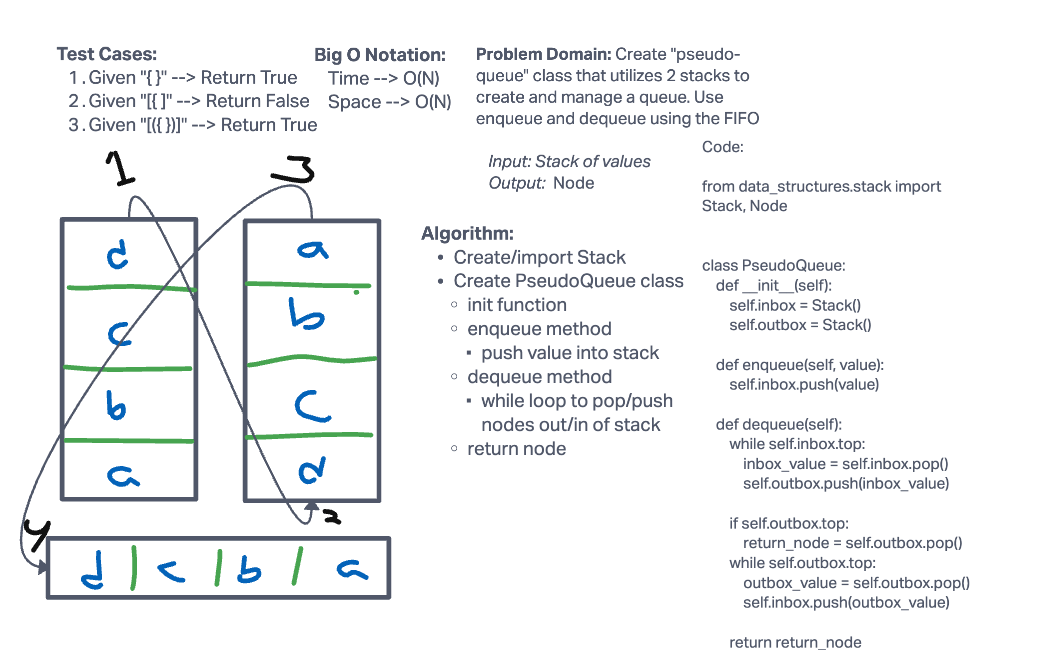 Test Cases:
1. Given "{ }" --> Return True
2. Given "[{ ]" --> Return False
3. Given "[({ })]" --> Return True
Big O Notation:
Time --> O(N)
Space --> O(N)
Problem Domain: Create "pseudo-
queue" class that utilizes 2 stacks to
create and manage a queue. Use
enqueue and dequeue using the FIFO
Input: Stack of values
Output: Node
1
d
c
b
a
3
a
b
c
d
2
4
d | c | b | a
Algorithm:
• Create/import Stack
• Create PseudoQueue class
◦ init function
◦ enqueue method
▪ push value into stack
◦ dequeue method
▪ while loop to pop/push
nodes out/in of stack
◦ return node
Code:
from data_structures.stack import
Stack, Node
class PseudoQueue:
def __init__(self):
self.inbox = Stack()
self.outbox = Stack()
def enqueue(self, value):
self.inbox.push(value)
def dequeue(self):
while self.inbox.top:
inbox_value = self.inbox.pop()
self.outbox.push(inbox_value)
if self.outbox.top:
return_node = self.outbox.pop()
while self.outbox.top:
outbox_value = self.outbox.pop()
self.inbox.push(outbox_value)
return return_node